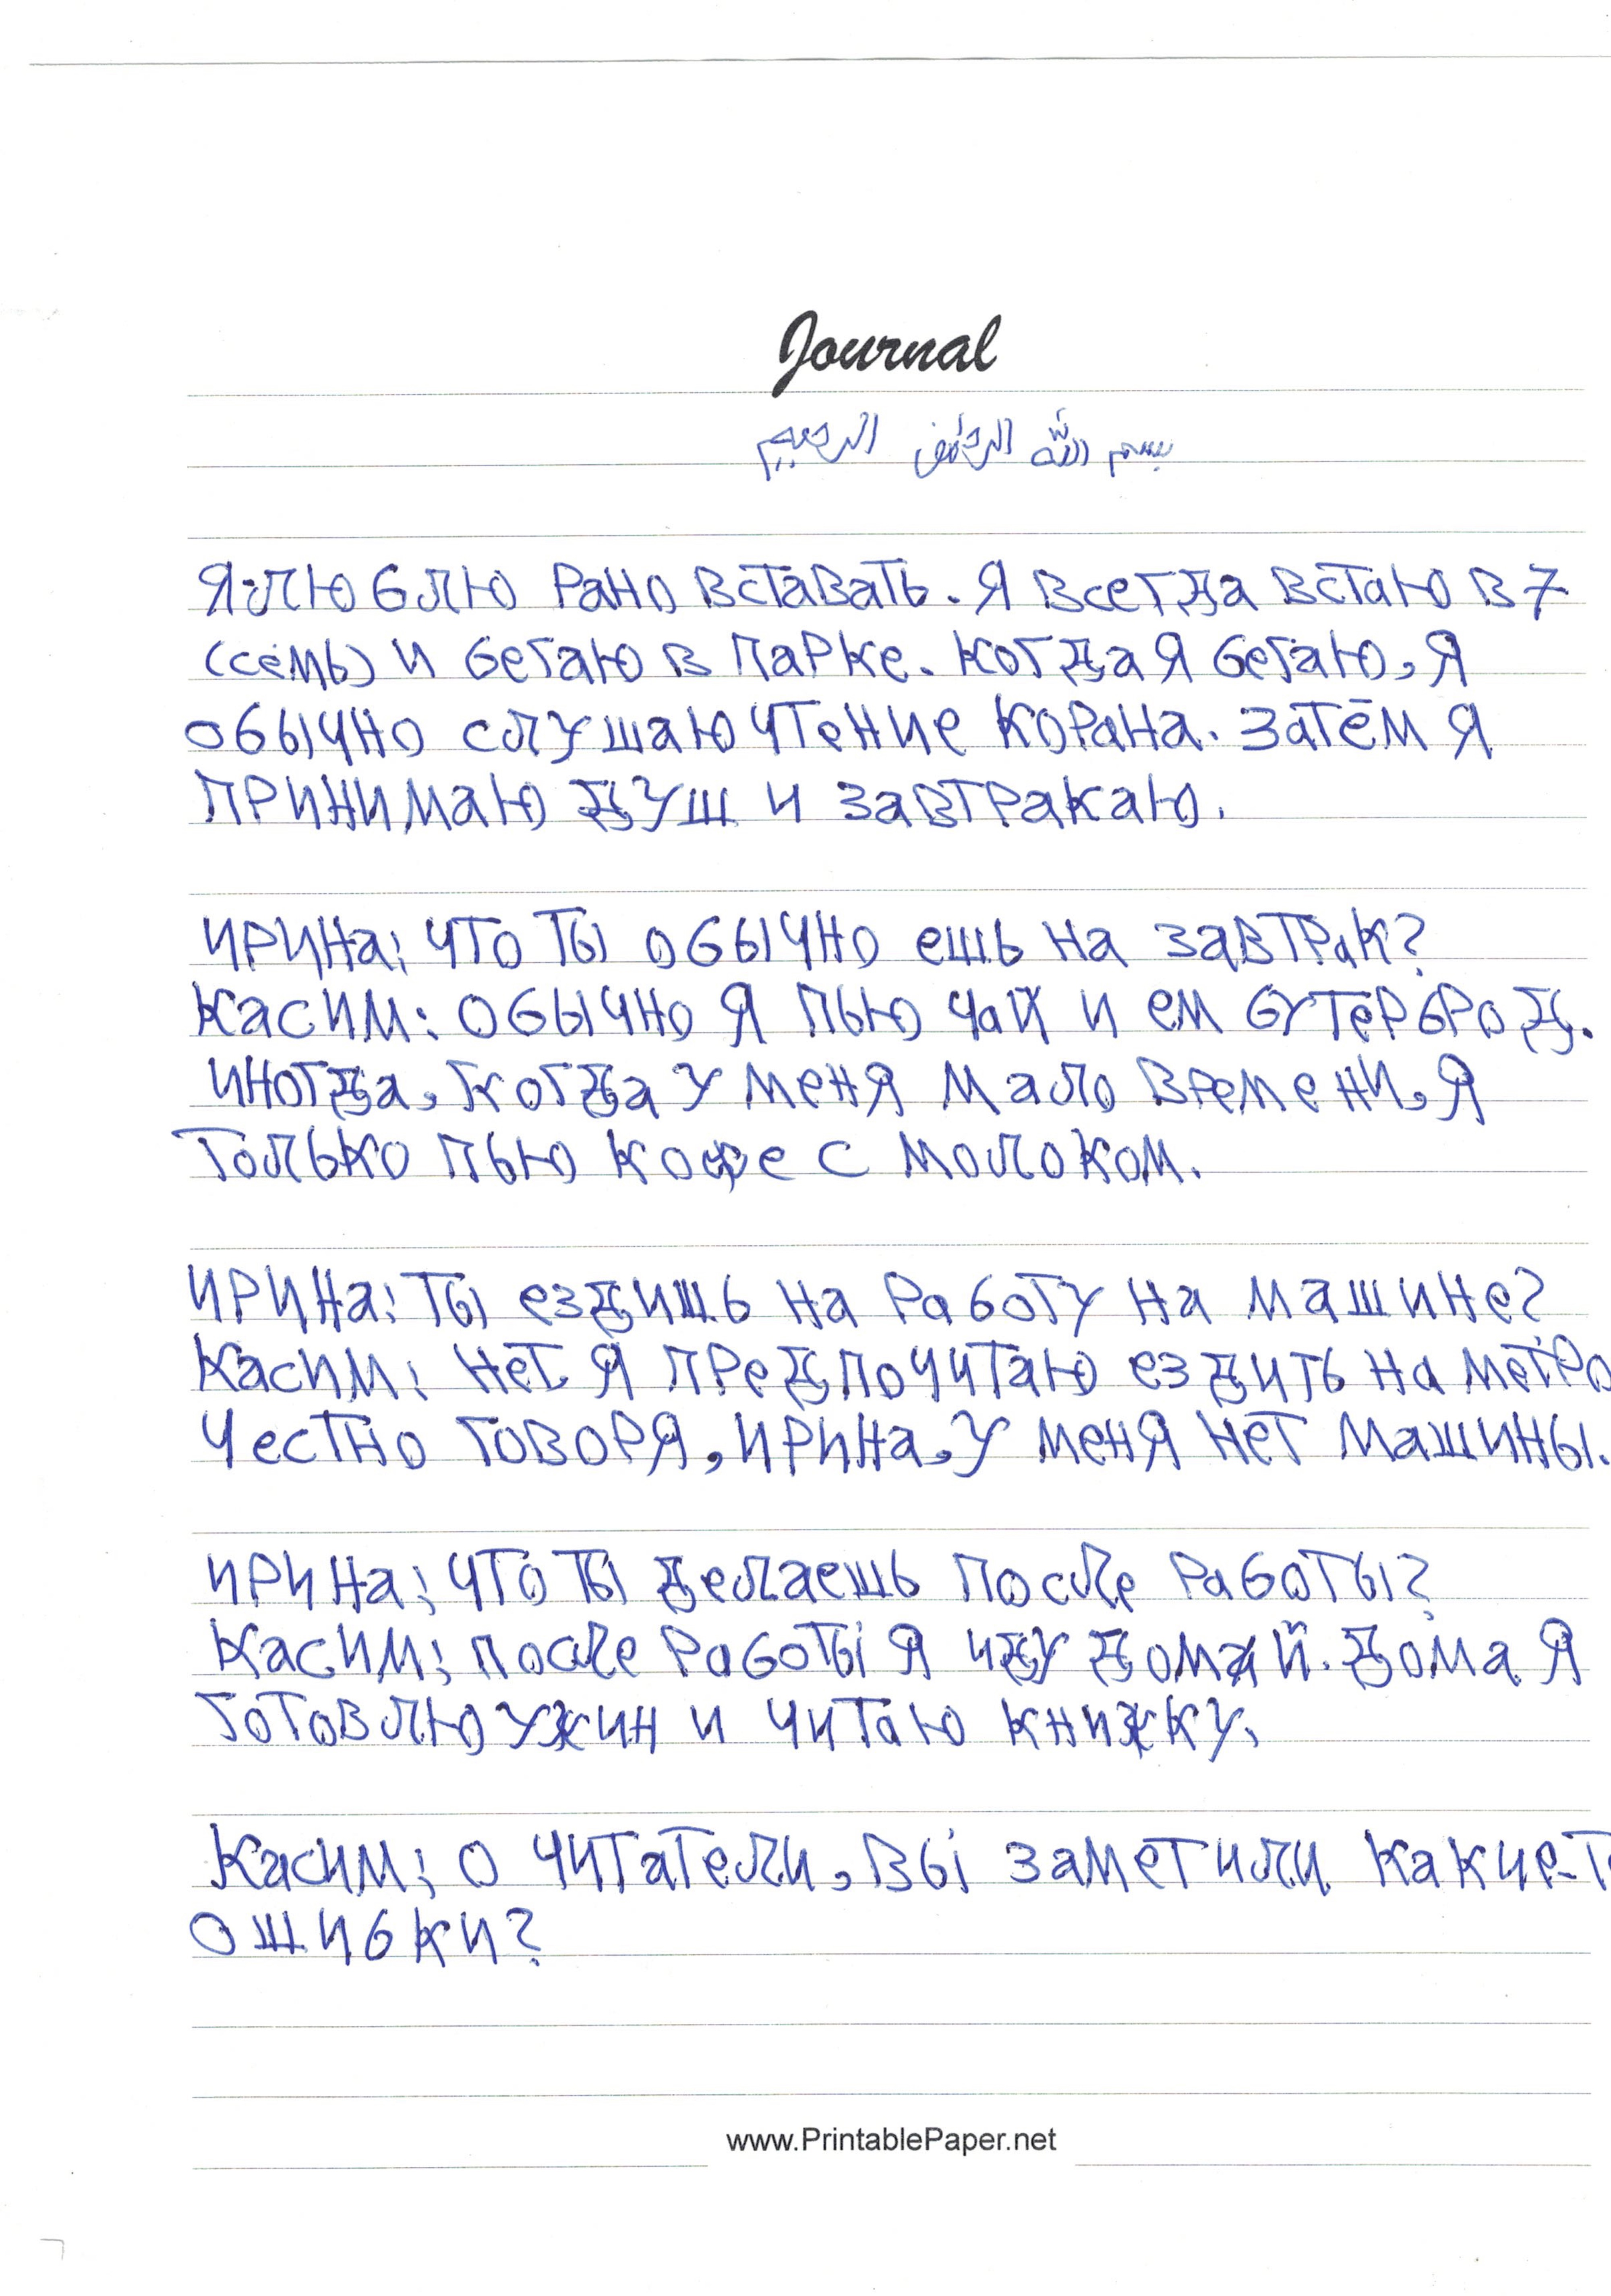 Journal
بسم الله الرحمن الرحيم
Я люблю рано вставать. Я всегда встаю в 7
(семь) и бегаю в парке. Когда я бегаю, я
обычно слушаю чтение Корана. Затем я
принимаю душ и завтракаю.
Ирина: Что ты обычно ешь на завтрак?
Касим: Обычно я пью чай и ем бутерброд.
Иногда, когда у меня мало времени, я
только пью кофе с молоком.
Ирина: Ты ездишь на работу на машине?
Касим: Нет я предпочитаю ездить на метро
Честно говоря, Ирина, у меня нет машины.
Ирина: Что ты делаешь после работы?
Касим: После работы я иду домай. Дома я
готовлю ужин и читаю книжку.
Касим: О читатели, вы заметили какие-т
ошибки?
www.PrintablePaper.net